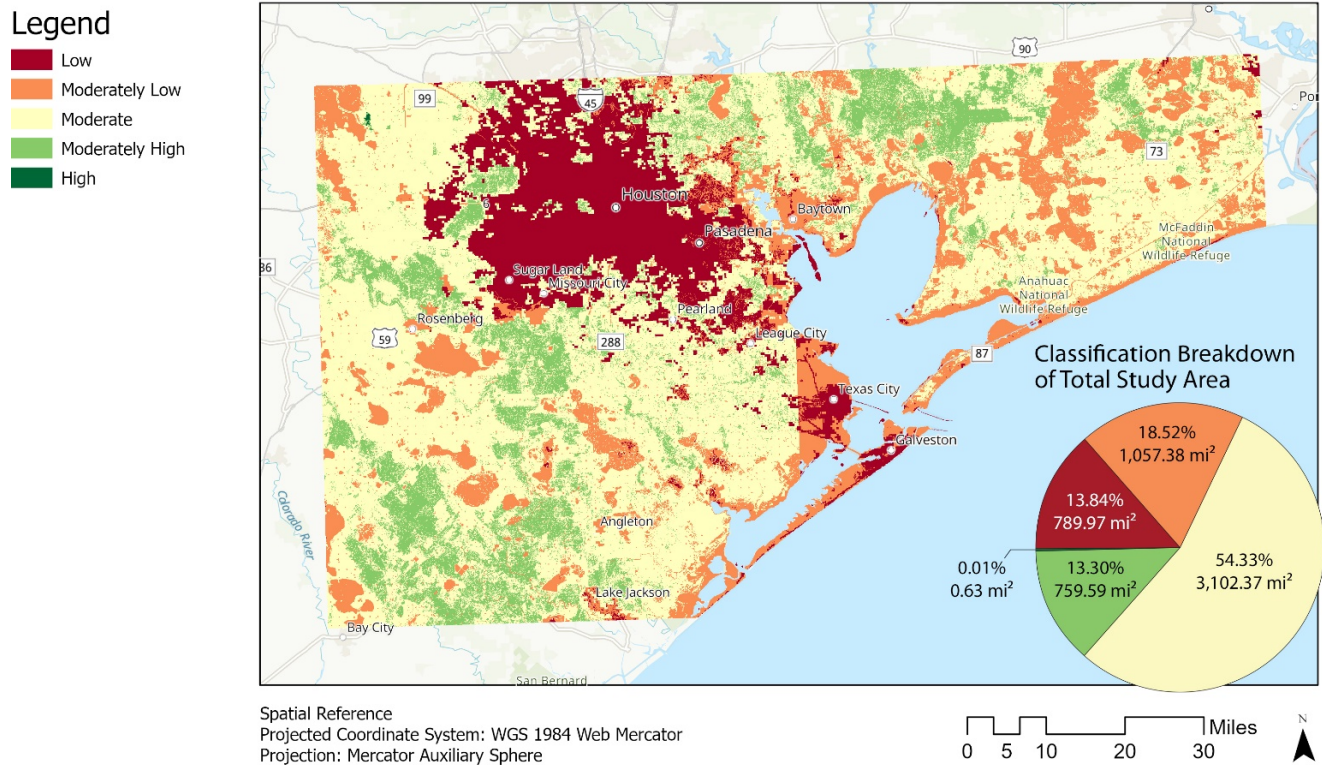 Legend
Low
Moderately Low
Moderate
Moderately High
High
90
99
45
73
Por
Houston
6
Baytown
Pasadena
McFaddin
National
Wildlife Refuge
36
Sugar Land
Missouri City
Anahuac
National
Wildlife Refuge
Pearland
Rosenberg
59
288
League City
87
Classification Breakdown
of Total Study Area
Texas City
18.52%
1,057.38 mi²
Galveston
13.84%
789.97 mi²
Colorado River
Angleton
54.33%
3,102.37 mi²
0.01%
0.63 mi²
13.30%
759.59 mi²
Lake Jackson
Bay City
San Bernard
Spatial Reference
Projected Coordinate System: WGS 1984 Web Mercator
Projection: Mercator Auxiliary Sphere
Miles
0 5 10 20 30
N